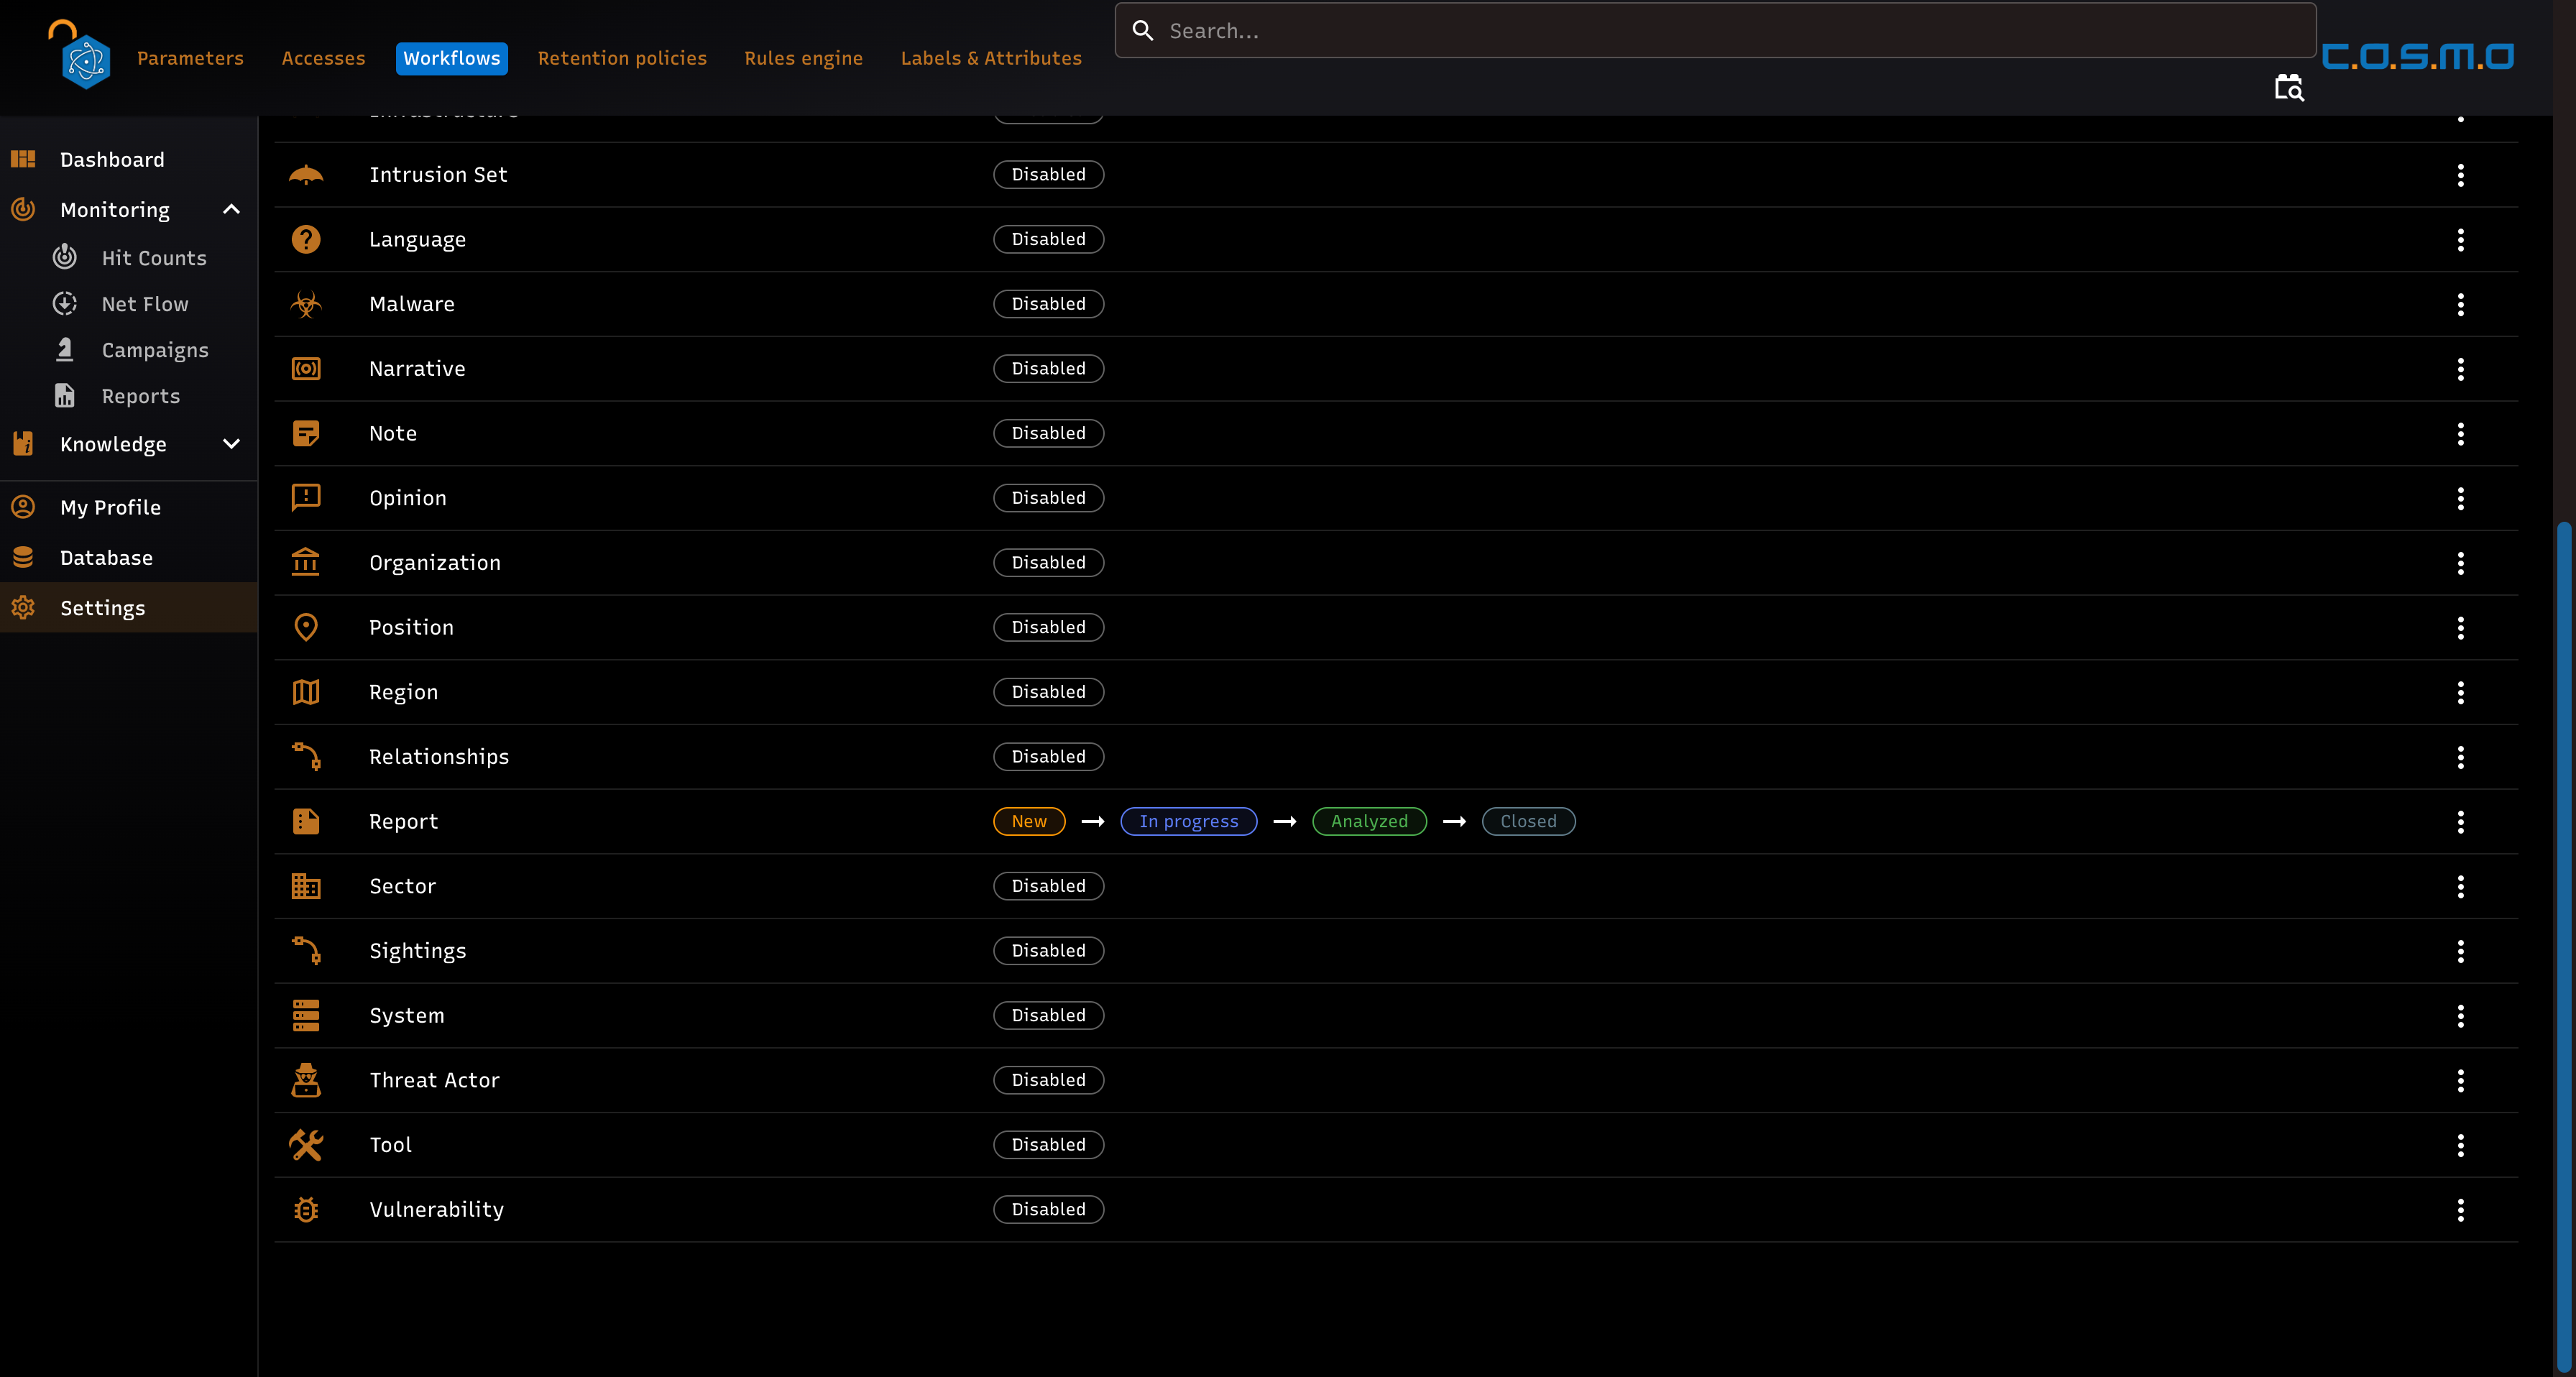 Search...
Parameters Accesses Workflows Retention policies Rules engine Labels & Attributes
c.o.s.m.o
Dashboard
Monitoring
Hit Counts
Net Flow
Campaigns
Reports
Knowledge
My Profile
Database
Settings
Intrusion Set Disabled
Language Disabled
Malware Disabled
Narrative Disabled
Note Disabled
Opinion Disabled
Organization Disabled
Position Disabled
Region Disabled
Relationships Disabled
Report New → In progress → Analyzed → Closed
Sector Disabled
Sightings Disabled
System Disabled
Threat Actor Disabled
Tool Disabled
Vulnerability Disabled